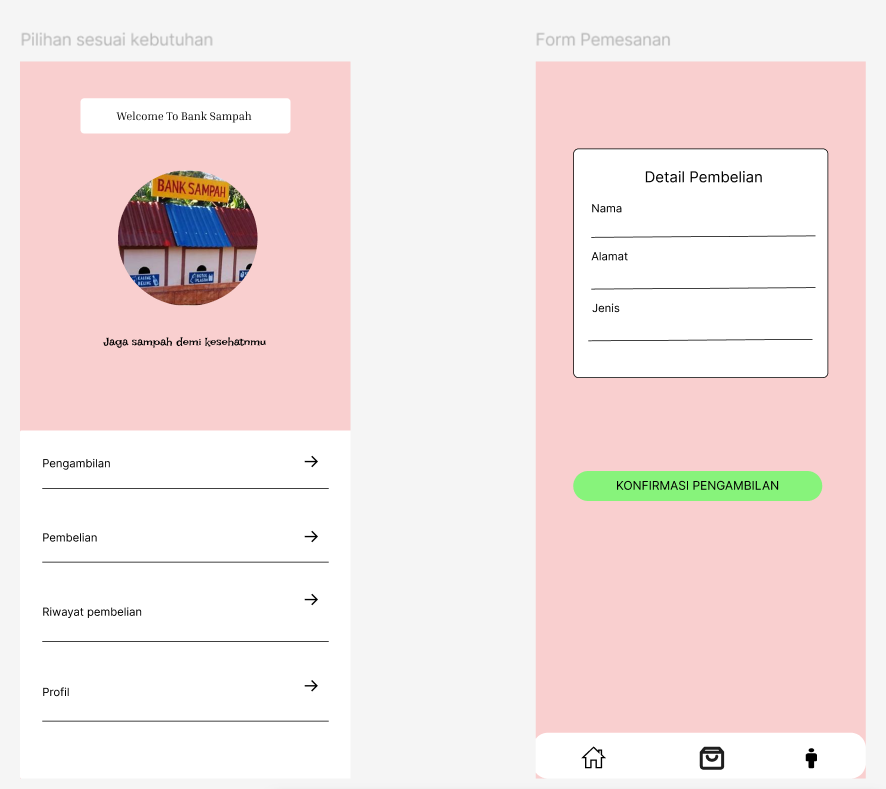 Pilihan sesuai kebutuhan
Welcome To Bank Sampah
BANK SAMPAH
Jaga sampah demi kesehatnmu
Pengambilan
Pembelian
Riwayat pembelian
Profil
Form Pemesanan
Detail Pembelian
Nama
Alamat
Jenis
KONFIRMASI PENGAMBILAN